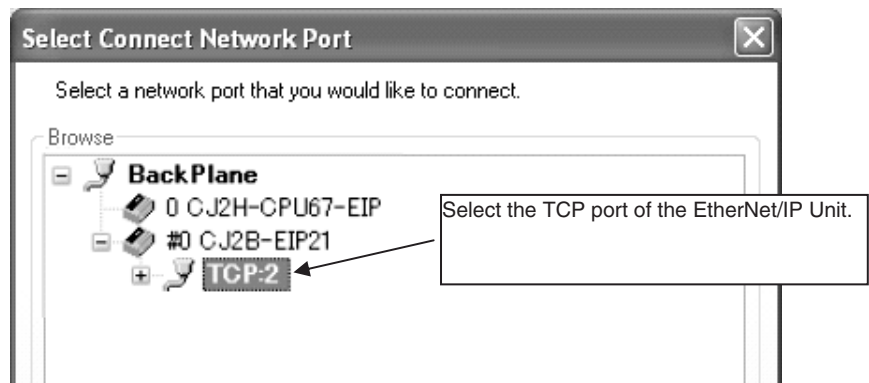 Select Connect Network Port
Select a network port that you would like to connect.
Browse
BackPlane
0 CJ2H-CPU67-EIP
Select the TCP port of the EtherNet/IP Unit.
#0 CJ2B-EIP21
TCP:2